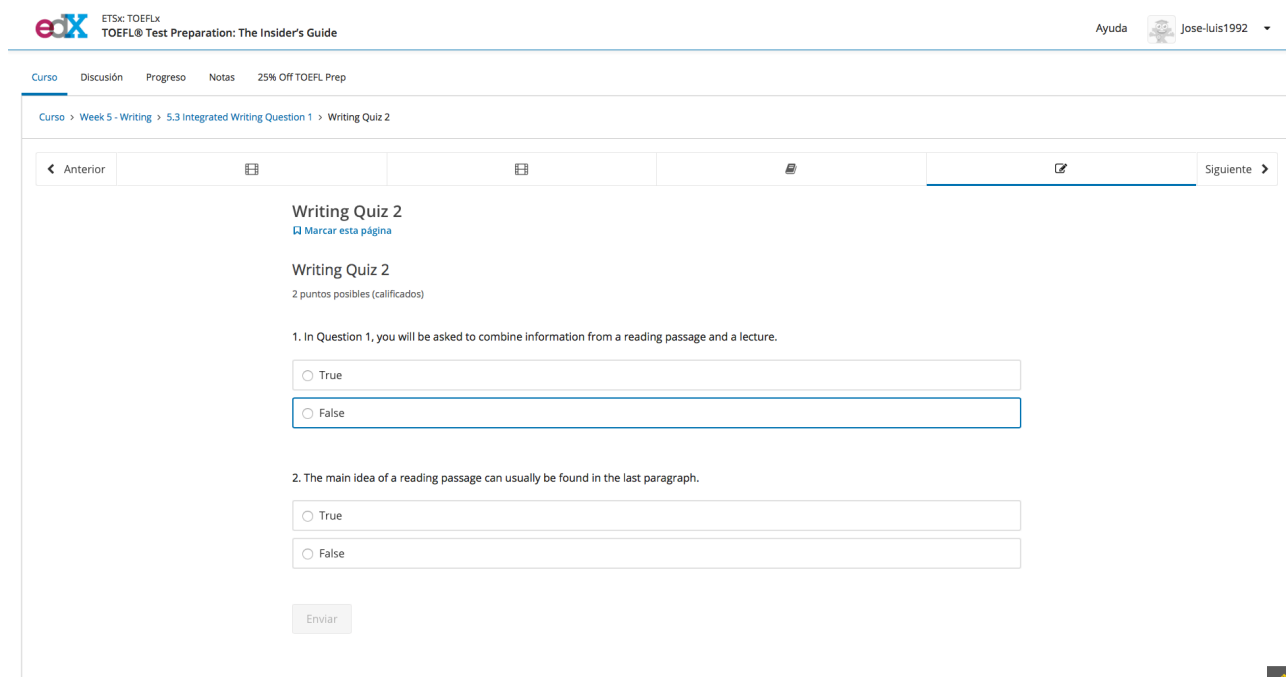 edX
ETSx: TOEFLx
TOEFL® Test Preparation: The Insider's Guide
Ayuda
Jose-luis1992
Curso
Discusión
Progreso
Notas
25% Off TOEFL Prep
Curso > Week 5 - Writing > 5.3 Integrated Writing Question 1 > Writing Quiz 2
Anterior
Siguiente
Writing Quiz 2
Marcar esta página
Writing Quiz 2
2 puntos posibles (calificados)
1. In Question 1, you will be asked to combine information from a reading passage and a lecture.
True
False
2. The main idea of a reading passage can usually be found in the last paragraph.
True
False
Enviar